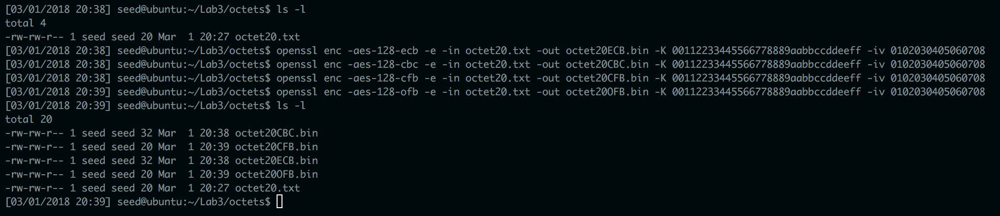 [03/01/2018 20:38] seed@ubuntu:~/Lab3/octets$ ls -l
total 4
-rw-rw-r-- 1 seed seed 20 Mar  1 20:27 octet20.txt
[03/01/2018 20:38] seed@ubuntu:~/Lab3/octets$ openssl enc -aes-128-ecb -e -in octet20.txt -out octet20ECB.bin -K 00112233445566778889aabbccddeeff -iv 0102030405060708
[03/01/2018 20:38] seed@ubuntu:~/Lab3/octets$ openssl enc -aes-128-cbc -e -in octet20.txt -out octet20CBC.bin -K 00112233445566778889aabbccddeeff -iv 0102030405060708
[03/01/2018 20:38] seed@ubuntu:~/Lab3/octets$ openssl enc -aes-128-cfb -e -in octet20.txt -out octet20CFB.bin -K 00112233445566778889aabbccddeeff -iv 0102030405060708
[03/01/2018 20:39] seed@ubuntu:~/Lab3/octets$ openssl enc -aes-128-ofb -e -in octet20.txt -out octet20OFB.bin -K 00112233445566778889aabbccddeeff -iv 0102030405060708
[03/01/2018 20:39] seed@ubuntu:~/Lab3/octets$ ls -l
total 20
-rw-rw-r-- 1 seed seed 32 Mar  1 20:38 octet20CBC.bin
-rw-rw-r-- 1 seed seed 20 Mar  1 20:39 octet20CFB.bin
-rw-rw-r-- 1 seed seed 32 Mar  1 20:38 octet20ECB.bin
-rw-rw-r-- 1 seed seed 20 Mar  1 20:39 octet20OFB.bin
-rw-rw-r-- 1 seed seed 20 Mar  1 20:27 octet20.txt
[03/01/2018 20:39] seed@ubuntu:~/Lab3/octets$